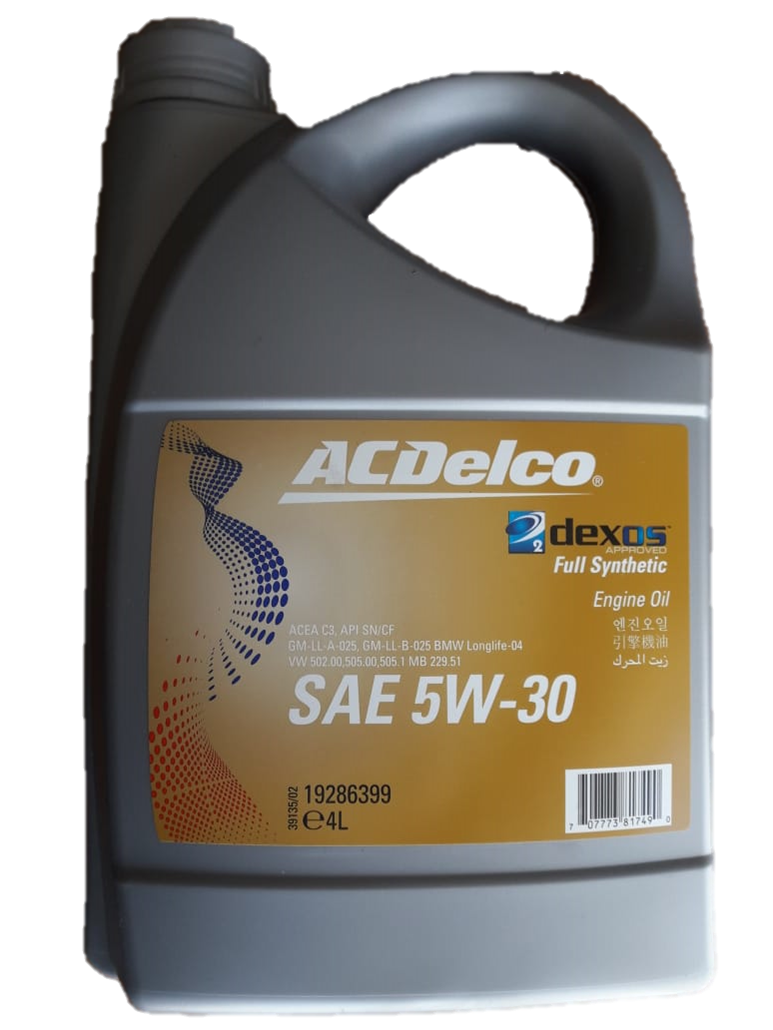 ACDelco®
2 dexos™
APPROVED
Full Synthetic
Engine Oil
엔진오일
引擎機油
زيت المحرك
ACEA C3, API SN/CF
GM-LL-A-025, GM-LL-B-025 BMW Longlife-04
VW 502.00,505.00,505.1 MB 229.51
SAE 5W-30
39135/02
19286399
℮4L
7 07773 81749 0